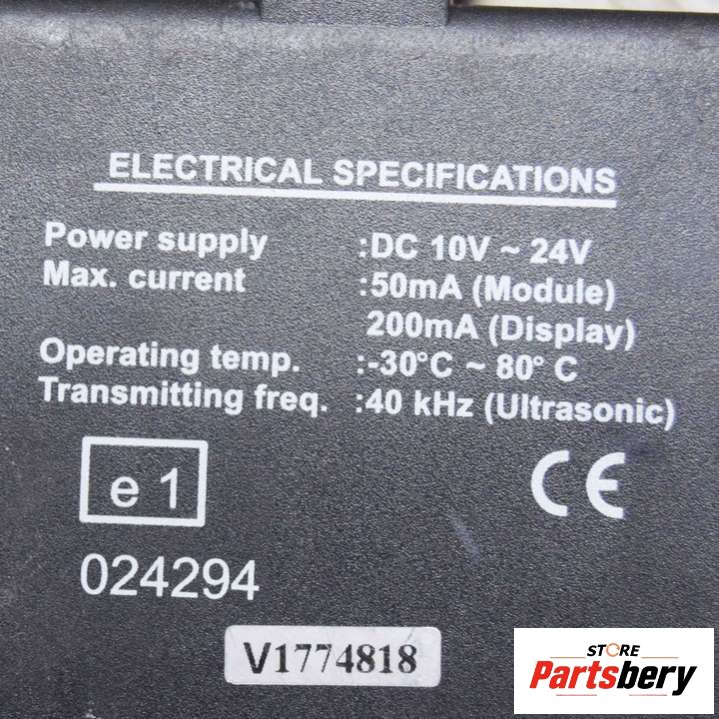 ELECTRICAL SPECIFICATIONS
Power supply :DC 10V ~ 24V
Max. current :50mA (Module)
200mA (Display)
Operating temp. :-30°C ~ 80° C
Transmitting freq. :40 kHz (Ultrasonic)
e 1 CE
024294
V1774818
STORE
Partsbery